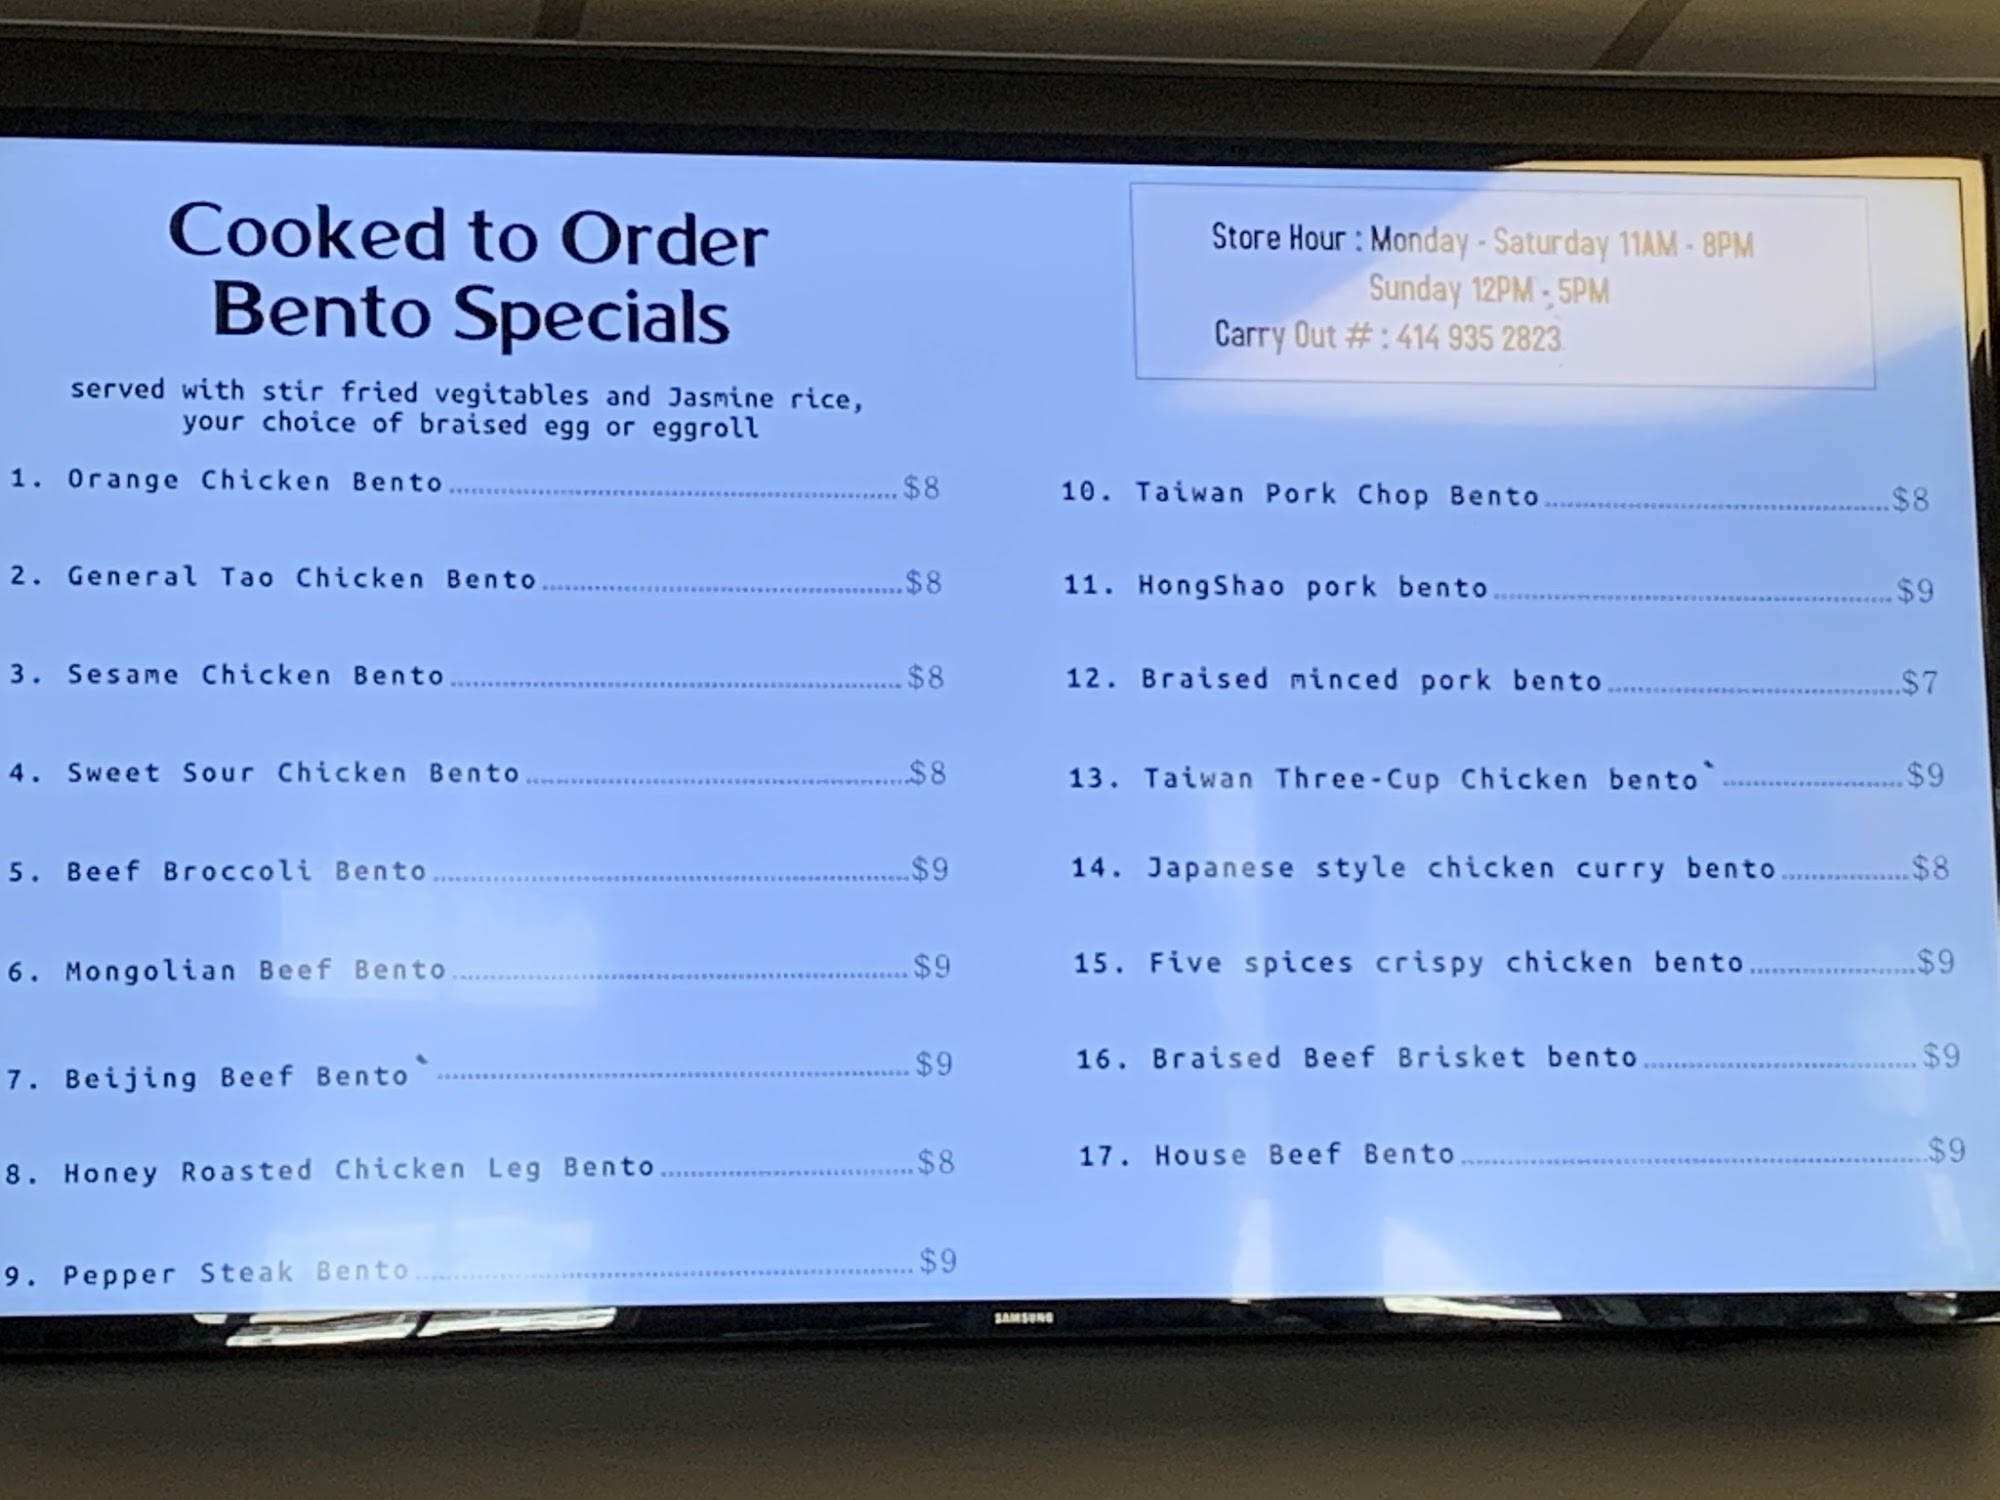 Cooked to Order
Bento Specials
served with stir fried vegitables and Jasmine rice,
your choice of braised egg or eggroll
1. Orange Chicken Bento $8
2. General Tao Chicken Bento $8
3. Sesame Chicken Bento $8
4. Sweet Sour Chicken Bento $8
5. Beef Broccoli Bento $9
6. Mongolian Beef Bento $9
7. Beijing Beef Bento` $9
8. Honey Roasted Chicken Leg Bento $8
9. Pepper Steak Bento $9
Store Hour : Monday - Saturday 11AM - 8PM
Sunday 12PM - 5PM
Carry Out # : 414 935 2823
10. Taiwan Pork Chop Bento $8
11. HongShao pork bento $9
12. Braised minced pork bento $7
13. Taiwan Three-Cup Chicken bento` $9
14. Japanese style chicken curry bento $8
15. Five spices crispy chicken bento $9
16. Braised Beef Brisket bento $9
17. House Beef Bento $9
SAMSUNG